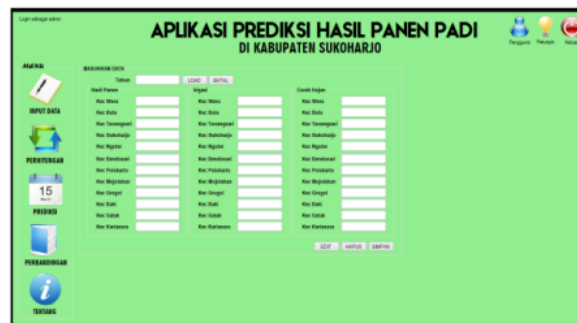 Login sebagai admin
APLIKASI PREDIKSI HASIL PANEN PADI
DI KABUPATEN SUKOHARJO
Pengguna Petunjuk Keluar
MENU
INPUT DATA
PERHITUNGAN
15
March
PREDIKSI
PERBANDINGAN
TENTANG
MASUKKAN DATA
Tahun LOAD BATAL
Hasil Panen Irigasi Curah Hujan
Kec Weru Kec Weru Kec Weru
Kec Bulu Kec Bulu Kec Bulu
Kec Tawangsari Kec Tawangsari Kec Tawangsari
Kec Sukoharjo Kec Sukoharjo Kec Sukoharjo
Kec Nguter Kec Nguter Kec Nguter
Kec Bendosari Kec Bendosari Kec Bendosari
Kec Polokarto Kec Polokarto Kec Polokarto
Kec Mojolaban Kec Mojolaban Kec Mojolaban
Kec Grogol Kec Grogol Kec Grogol
Kec Baki Kec Baki Kec Baki
Kec Gatak Kec Gatak Kec Gatak
Kec Kartasura Kec Kartasura Kec Kartasura
EDIT HAPUS SIMPAN